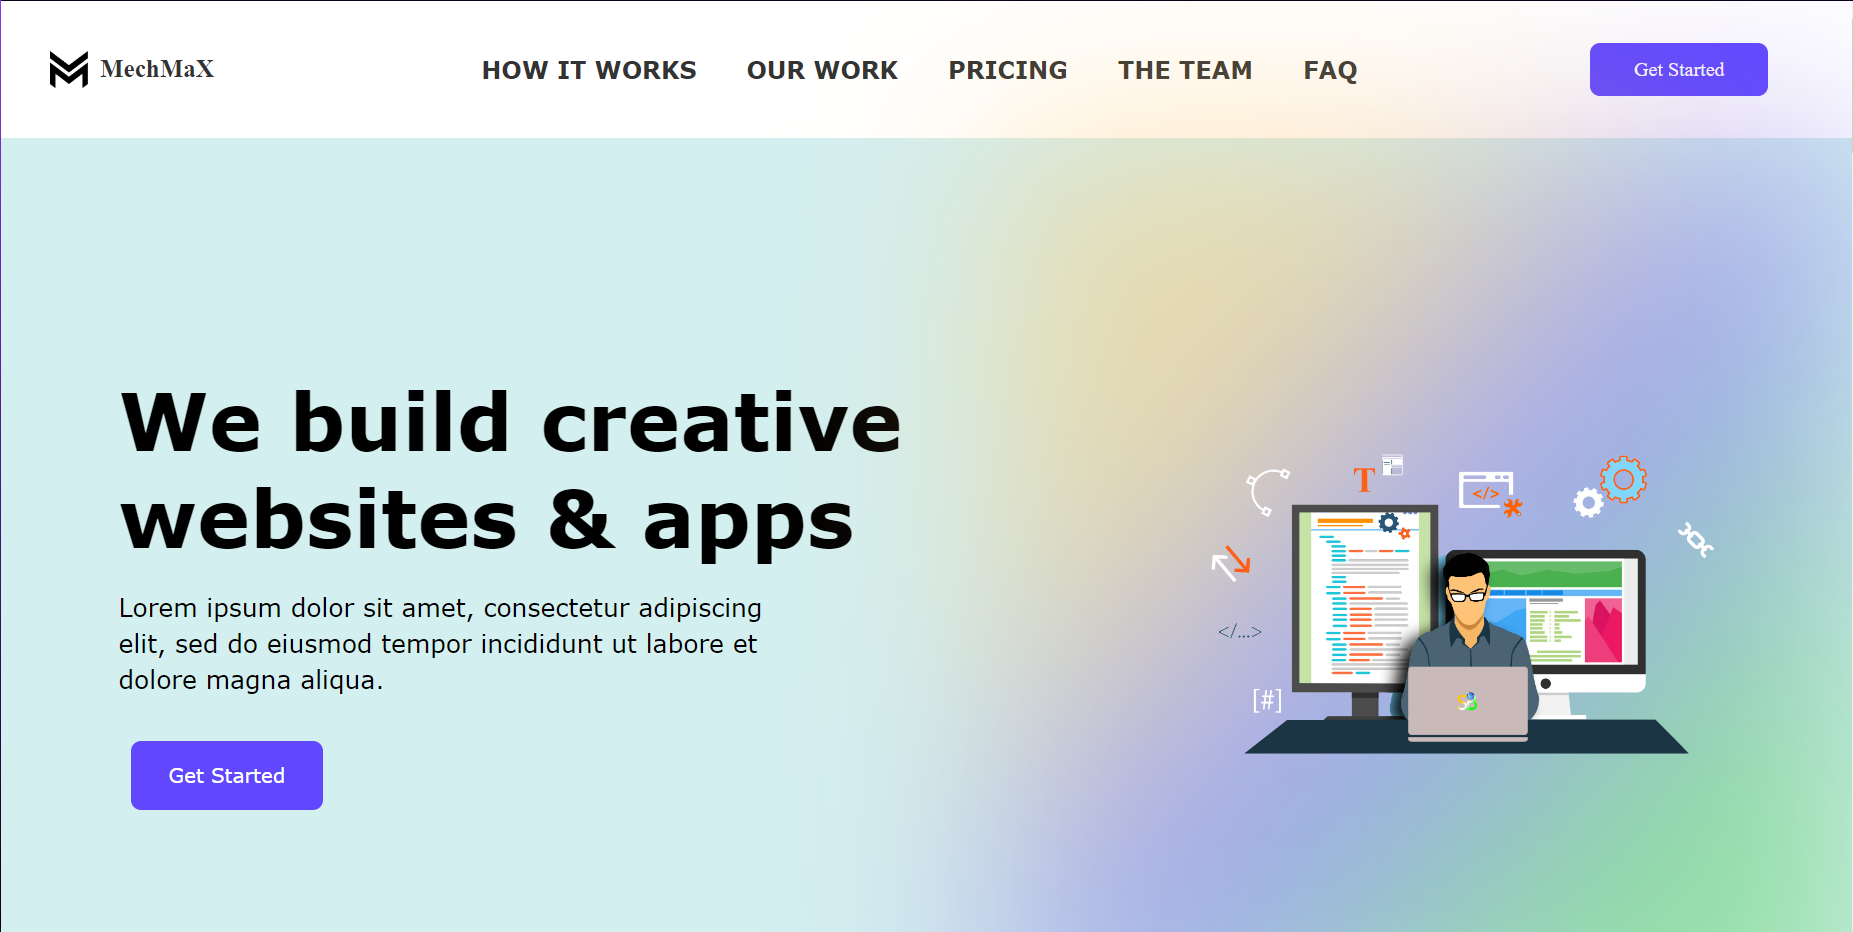 MechMaX
HOW IT WORKS
OUR WORK
PRICING
THE TEAM
FAQ
Get Started
We build creative
websites & apps
Lorem ipsum dolor sit amet, consectetur adipiscing
elit, sed do eiusmod tempor incididunt ut labore et
dolore magna aliqua.
Get Started
T
</>
</...>
[#]